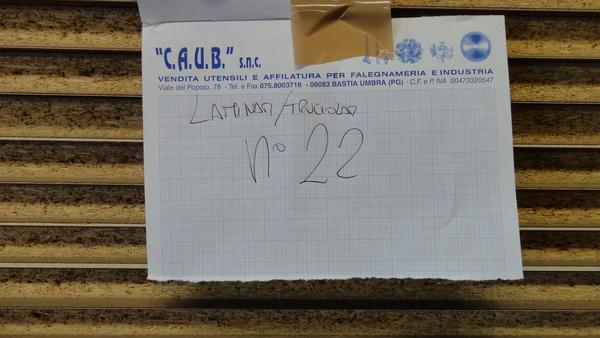 "C.A.U.B." s.n.c.
VENDITA UTENSILI E AFFILATURA PER FALEGNAMERIA E INDUSTRIA
Viale del Popolo, 78 - Tel. e Fax 075.8003716 - 06083 BASTIA UMBRA (PG) - C.F. e P. IVA 00473320547
LAMINATI/TRUCIOLAR
N° 22